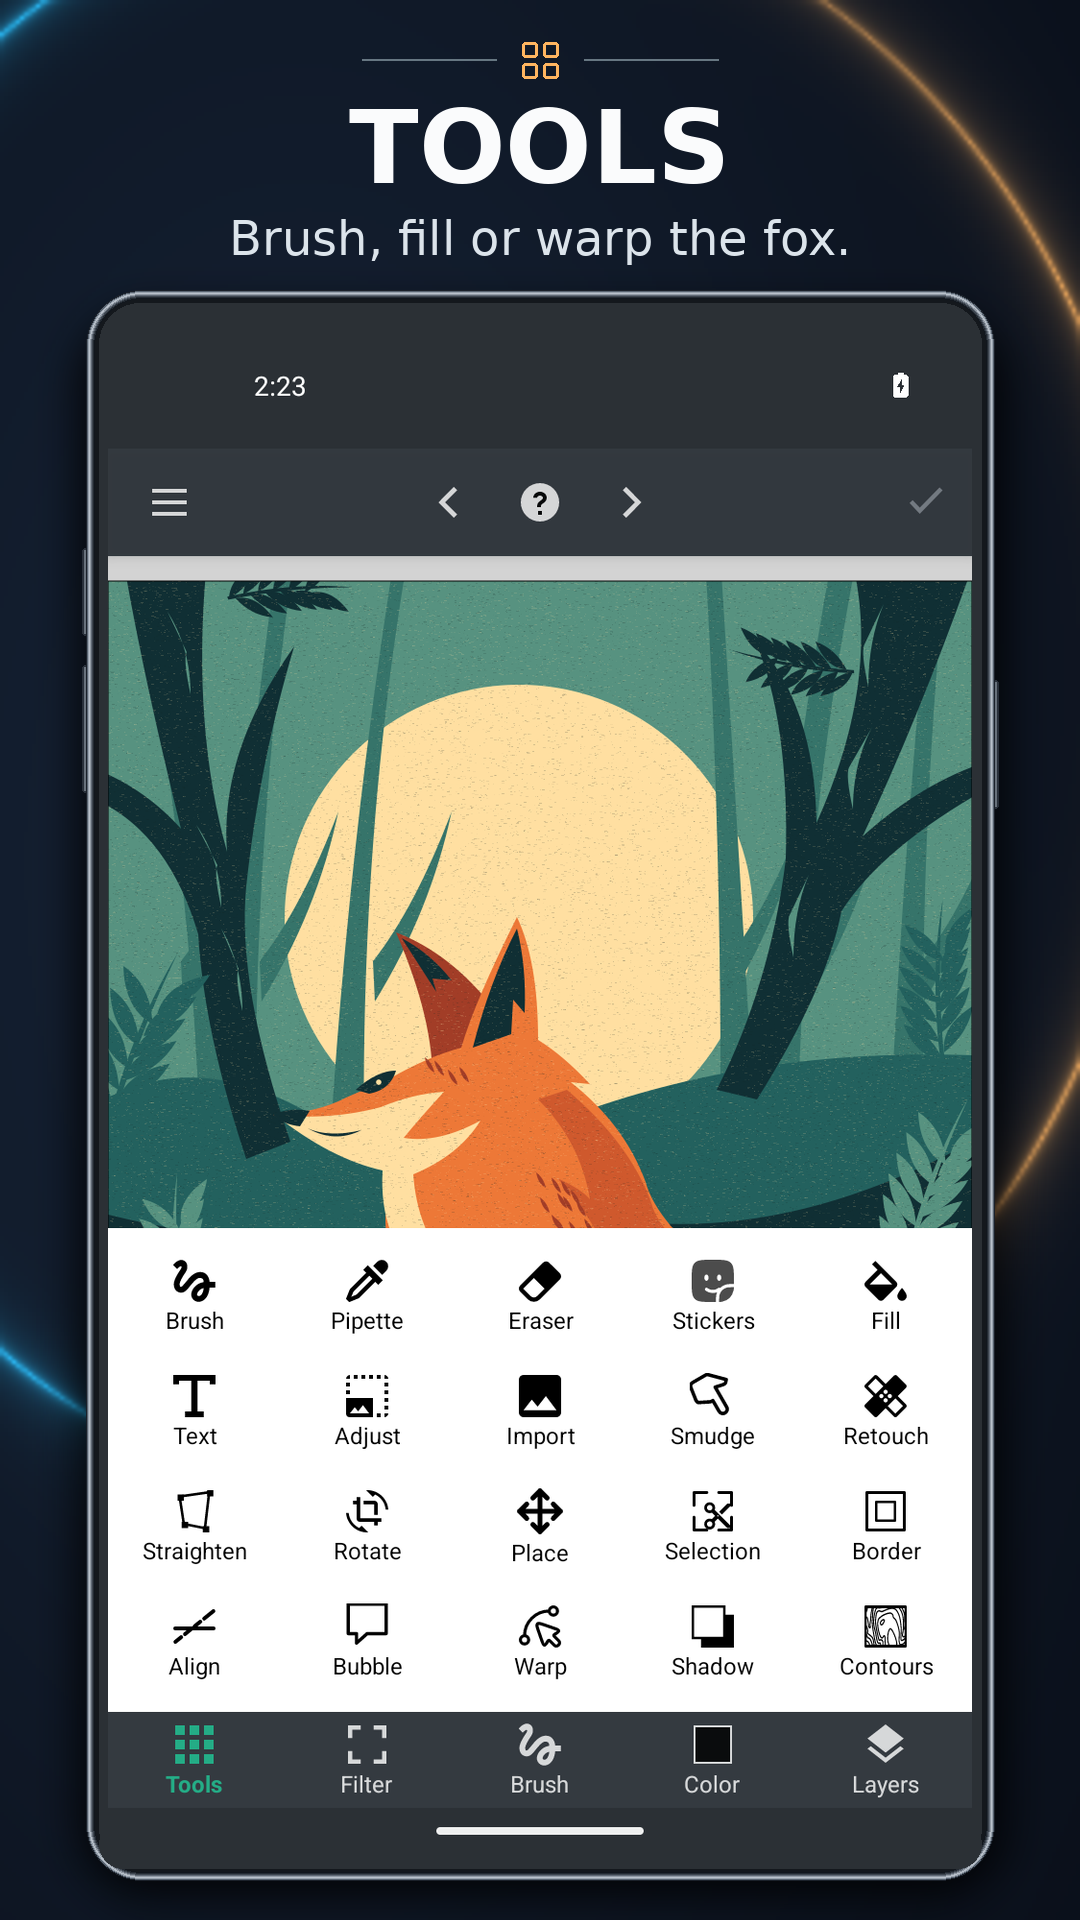 TOOLS
Brush, fill or warp the fox.
2:23
Brush Pipette Eraser Stickers Fill
Text Adjust Import Smudge Retouch
Straighten Rotate Place Selection Border
Align Bubble Warp Shadow Contours
Tools Filter Brush Color Layers